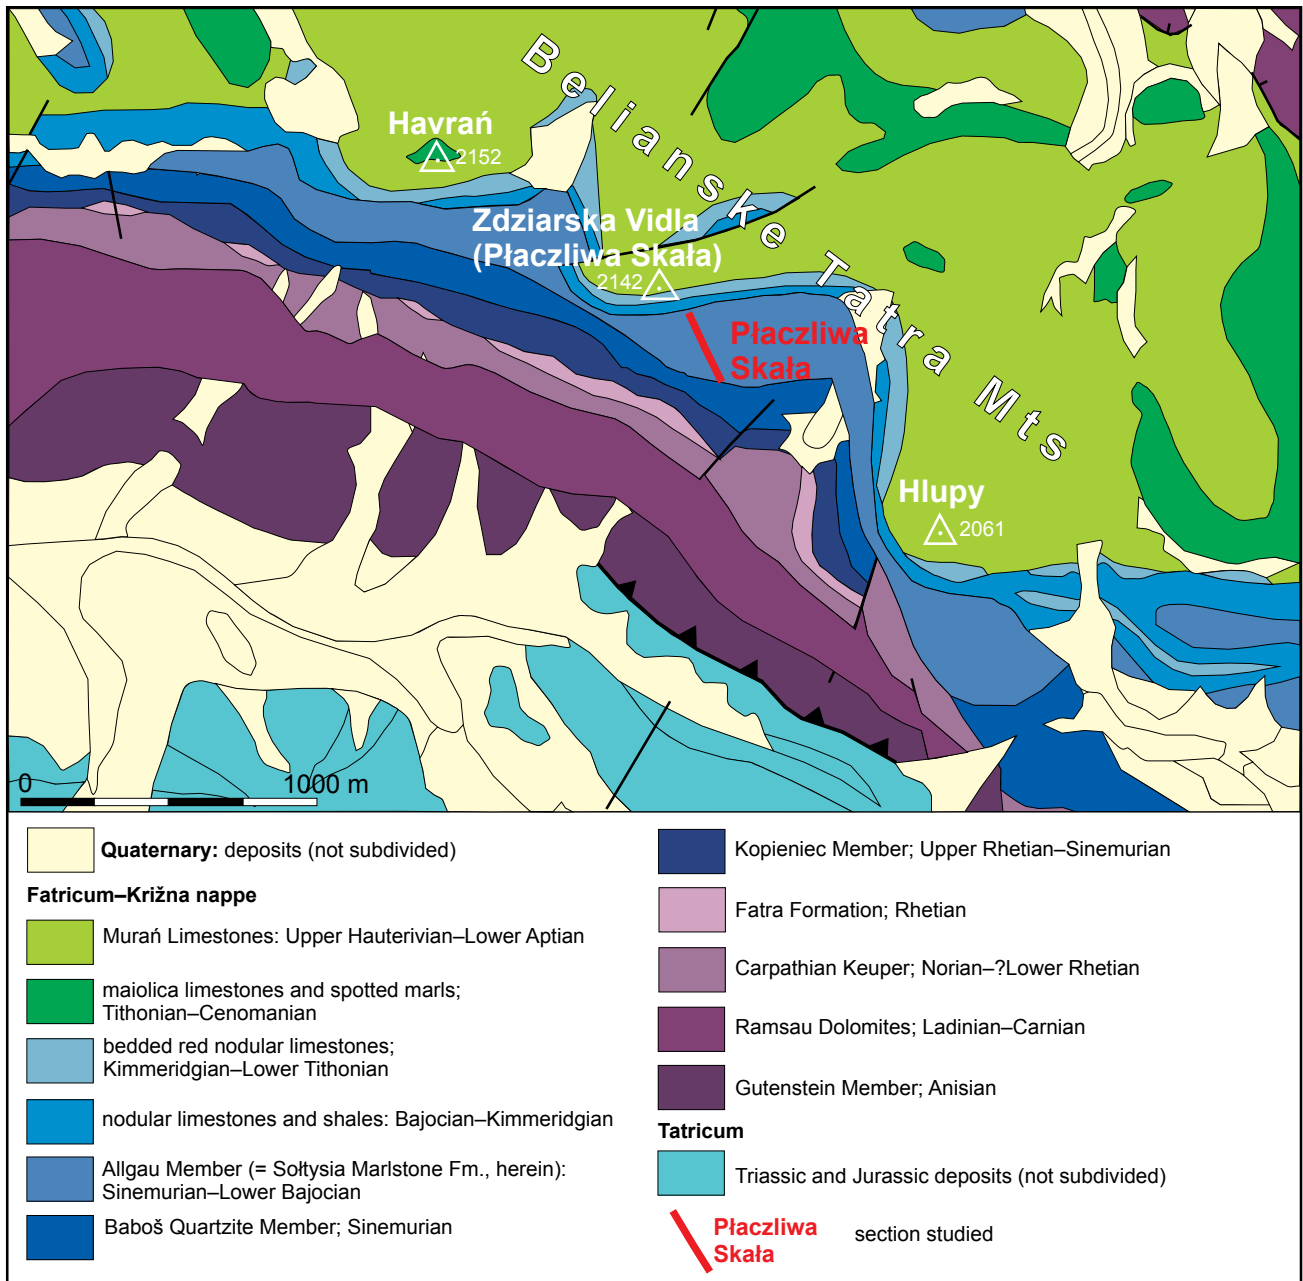 Belianske Tatra Mts
Havrań
2152
Zdziarska Vidla
(Płaczliwa Skała)
2142
Płaczliwa
Skała
Hlupy
2061
0 1000 m
Quaternary: deposits (not subdivided)
Fatricum–Križna nappe
Murań Limestones: Upper Hauterivian–Lower Aptian
maiolica limestones and spotted marls;
Tithonian–Cenomanian
bedded red nodular limestones;
Kimmeridgian–Lower Tithonian
nodular limestones and shales: Bajocian–Kimmeridgian
Allgau Member (= Sołtysia Marlstone Fm., herein):
Sinemurian–Lower Bajocian
Baboš Quartzite Member; Sinemurian
Kopieniec Member; Upper Rhetian–Sinemurian
Fatra Formation; Rhetian
Carpathian Keuper; Norian–?Lower Rhetian
Ramsau Dolomites; Ladinian–Carnian
Gutenstein Member; Anisian
Tatricum
Triassic and Jurassic deposits (not subdivided)
Płaczliwa
Skała
section studied